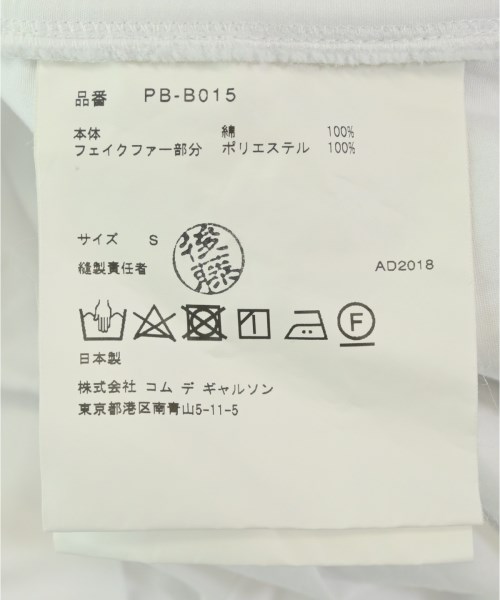 品番 PB-B015
本体 綿 100%
フェイクファー部分 ポリエステル 100%
サイズ S
後藤
縫製責任者 AD2018
F
日本製
株式会社 コム デ ギャルソン
東京都港区南青山5-11-5